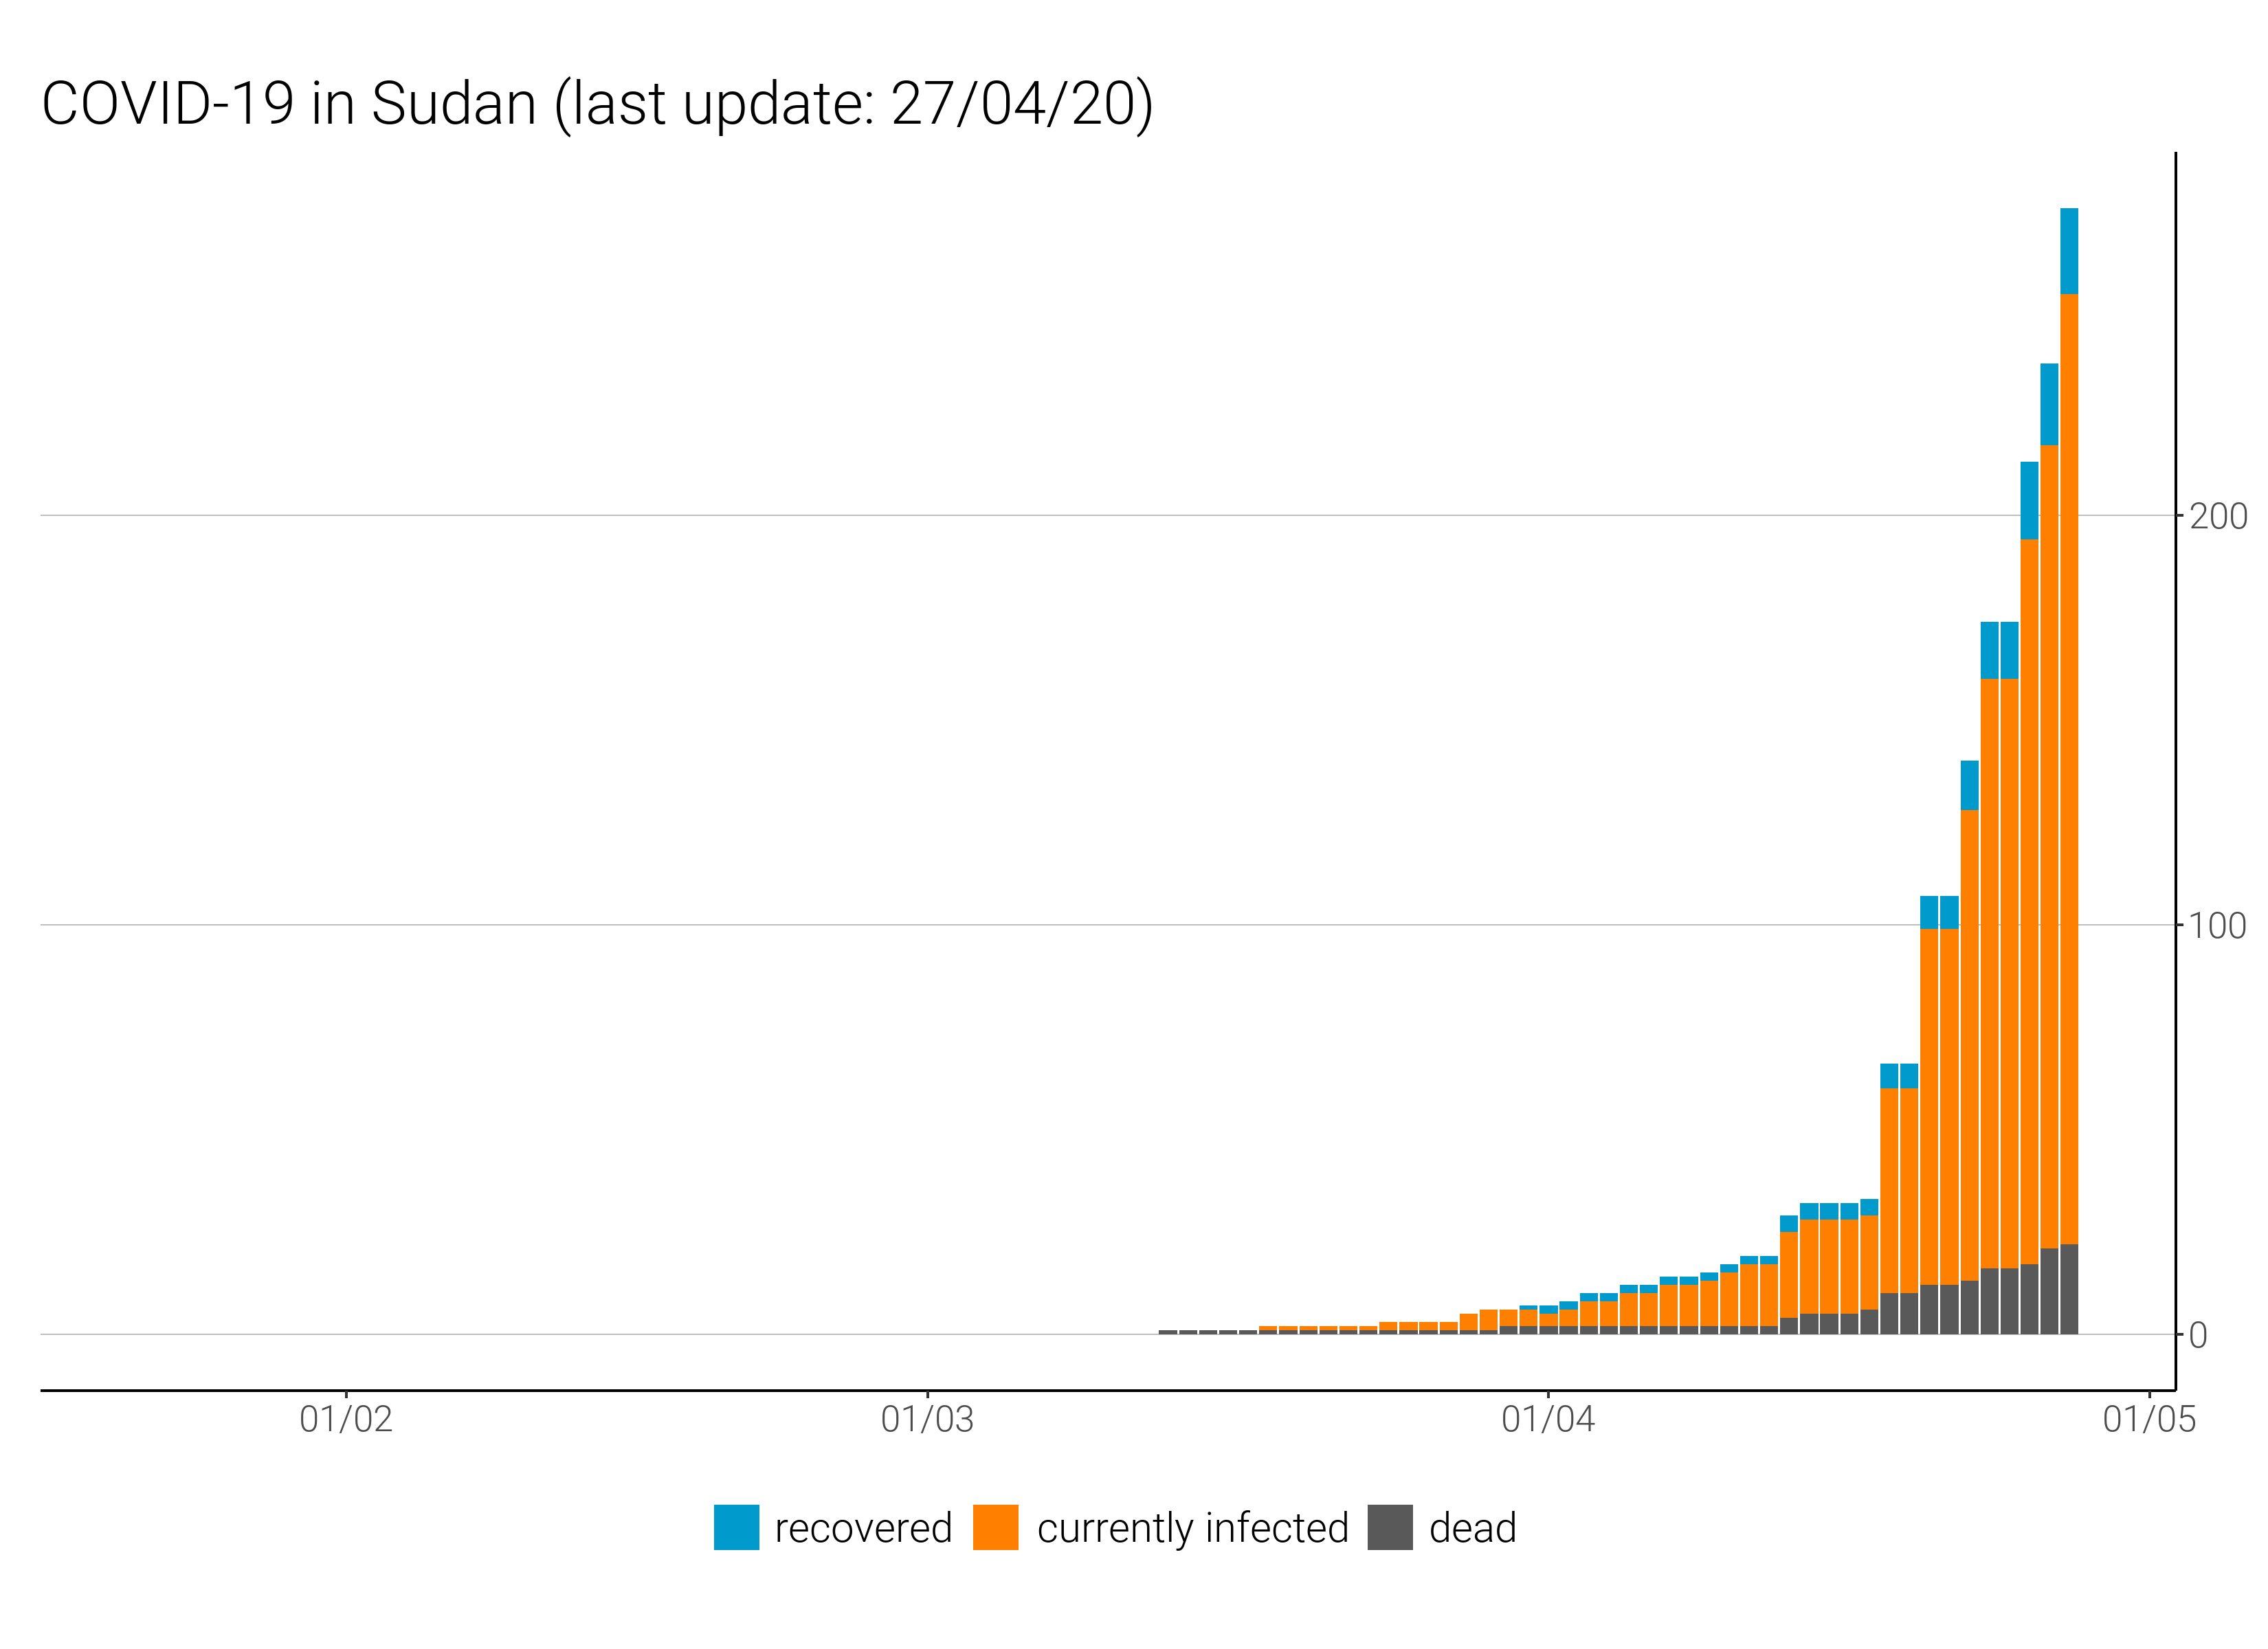 COVID-19 in Sudan (last update: 27/04/20)
200
100
0
01/02 01/03 01/04 01/05
recovered currently infected dead